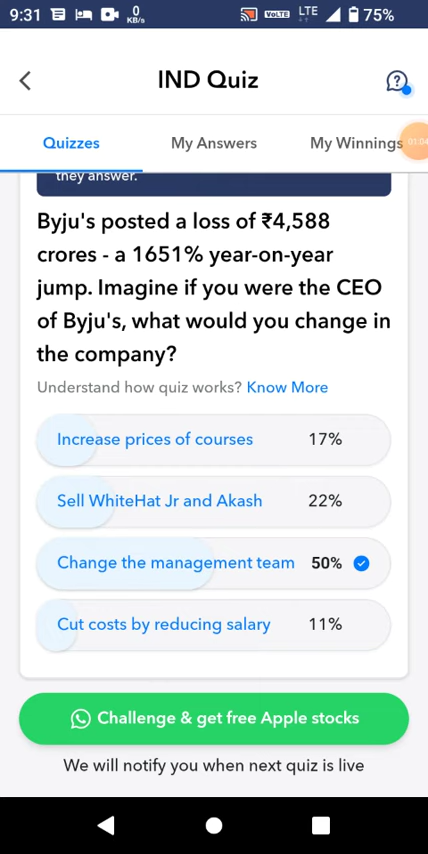 9:31 0 KB/s VoLTE LTE 75%
IND Quiz
Quizzes My Answers My Winnings 01:04
they answer.
Byju's posted a loss of ₹4,588
crores - a 1651% year-on-year
jump. Imagine if you were the CEO
of Byju's, what would you change in
the company?
Understand how quiz works? Know More
Increase prices of courses 17%
Sell WhiteHat Jr and Akash 22%
Change the management team 50%
Cut costs by reducing salary 11%
Challenge & get free Apple stocks
We will notify you when next quiz is live